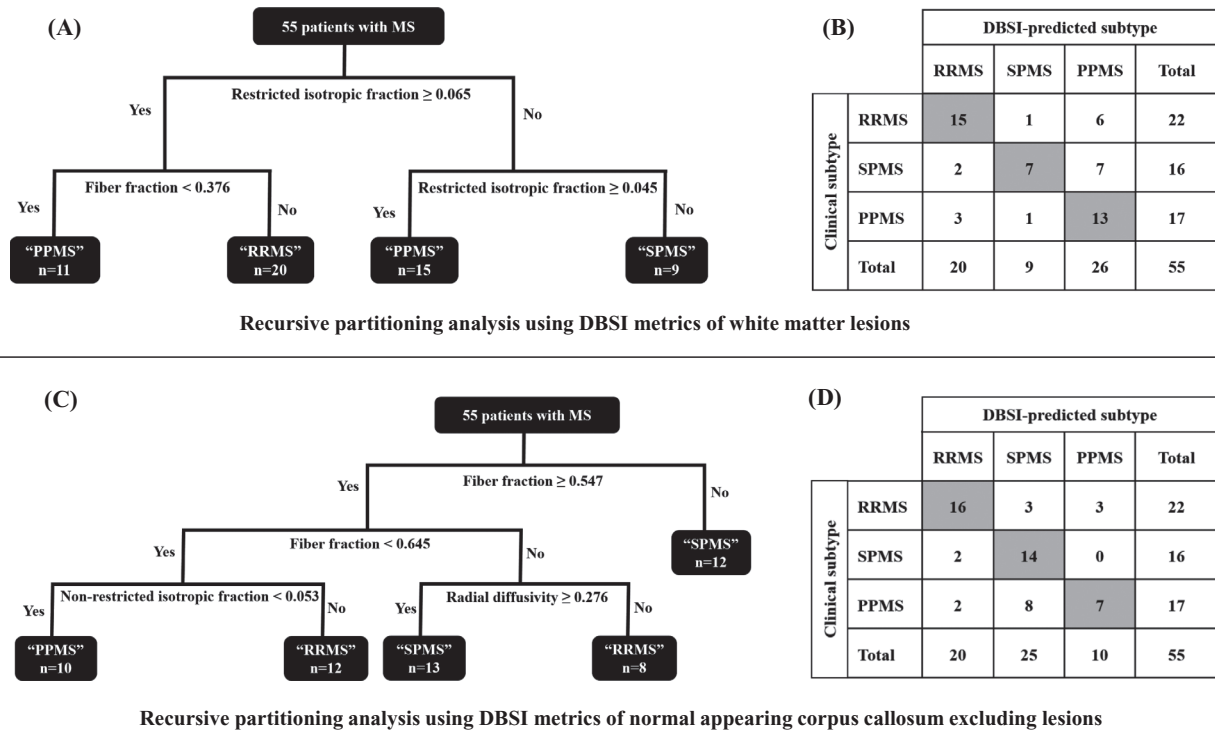 (A)
55 patients with MS
Restricted isotropic fraction ≥ 0.065
Yes
No
Fiber fraction < 0.376
Restricted isotropic fraction ≥ 0.045
Yes
No
Yes
No
“PPMS”
n=11
“RRMS”
n=20
“PPMS”
n=15
“SPMS”
n=9
(B)
DBSI-predicted subtype
RRMS SPMS PPMS Total
Clinical subtype
RRMS 15 1 6 22
SPMS 2 7 7 16
PPMS 3 1 13 17
Total 20 9 26 55
Recursive partitioning analysis using DBSI metrics of white matter lesions
(C)
55 patients with MS
Fiber fraction ≥ 0.547
Yes
No
Fiber fraction < 0.645
Yes
No
“SPMS”
n=12
Non-restricted isotropic fraction < 0.053
Radial diffusivity ≥ 0.276
Yes
No
Yes
No
“PPMS”
n=10
“RRMS”
n=12
“SPMS”
n=13
“RRMS”
n=8
(D)
DBSI-predicted subtype
RRMS SPMS PPMS Total
Clinical subtype
RRMS 16 3 3 22
SPMS 2 14 0 16
PPMS 2 8 7 17
Total 20 25 10 55
Recursive partitioning analysis using DBSI metrics of normal appearing corpus callosum excluding lesions